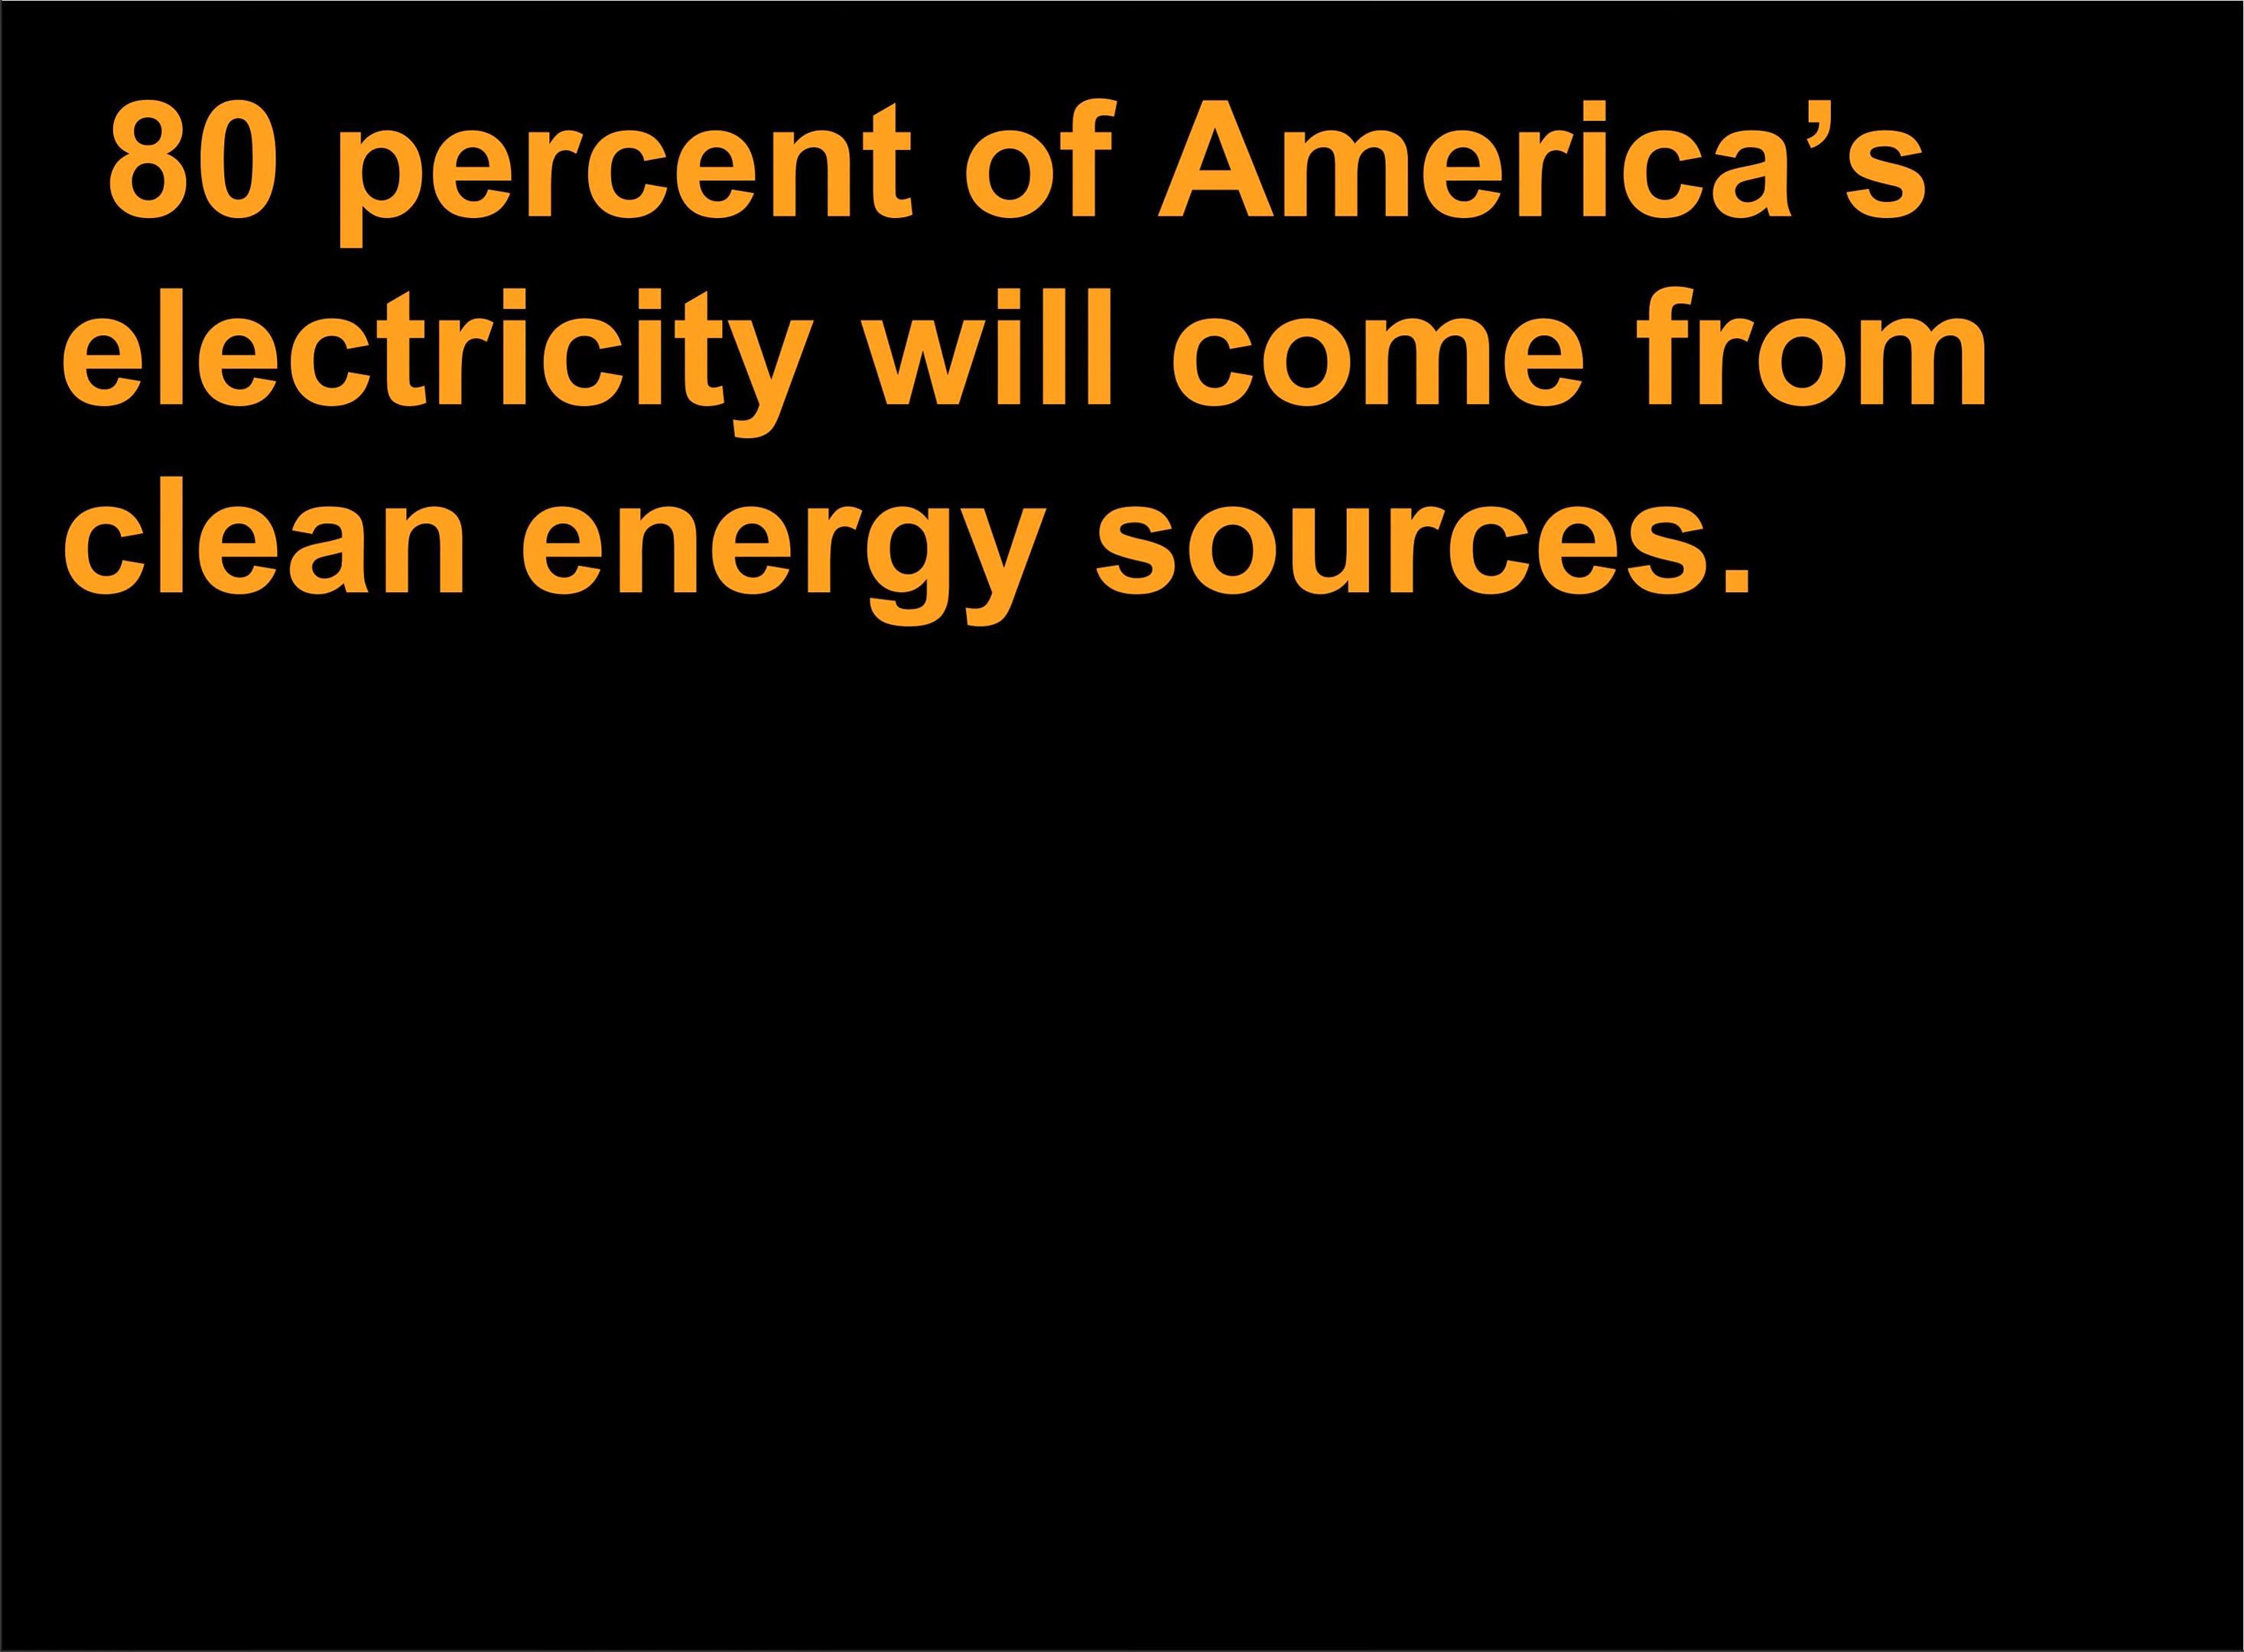 80 percent of America’s
electricity will come from
clean energy sources.